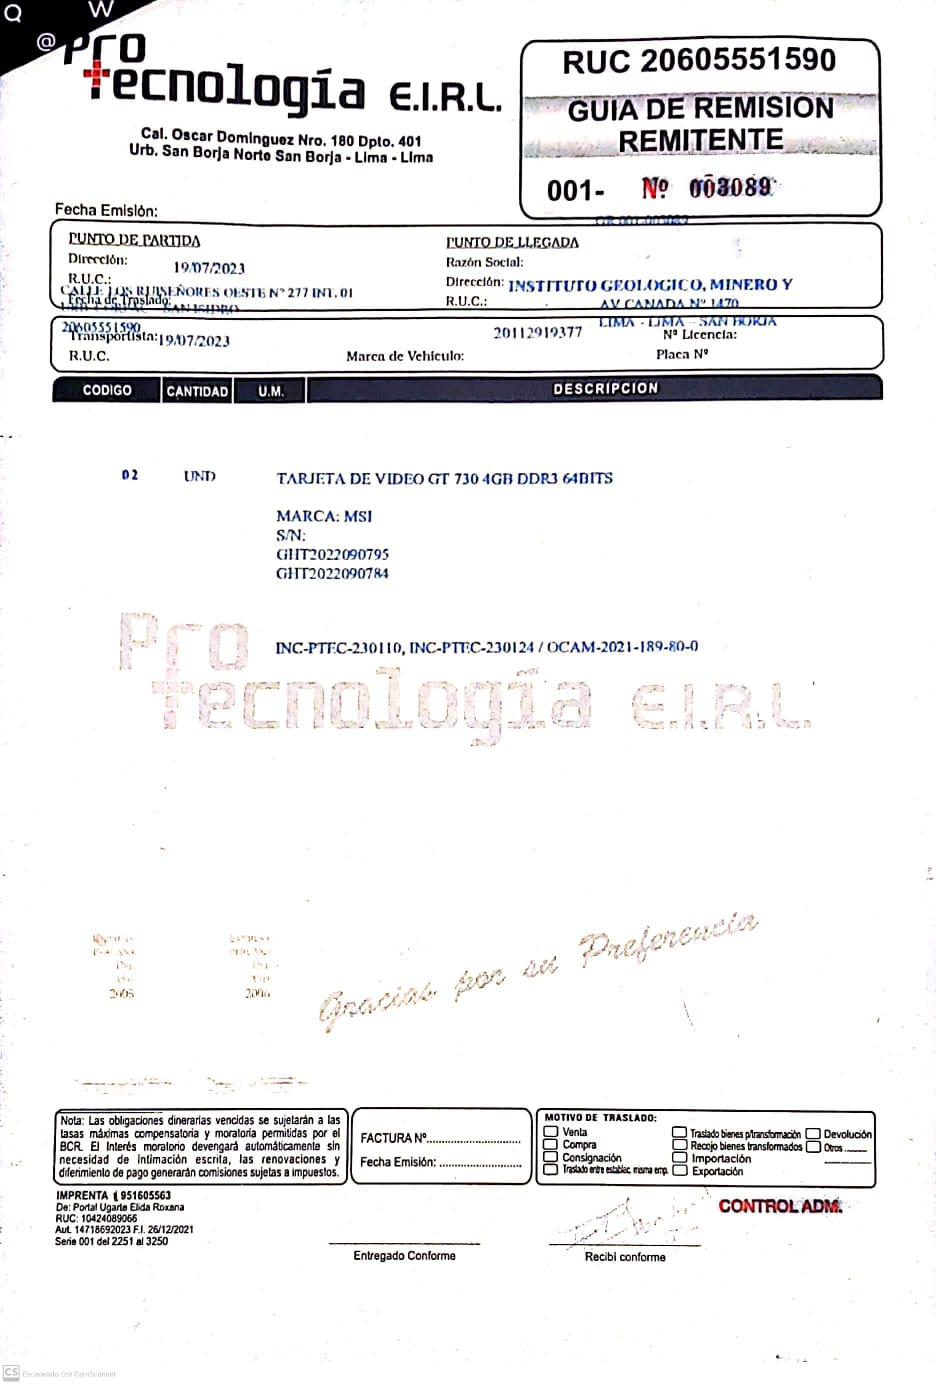 Q
W
@
Pro
Tecnología E.I.R.L.
Cal. Oscar Dominguez Nro. 180 Dpto. 401
Urb. San Borja Norte San Borja - Lima - Lima
RUC 20605551590
GUIA DE REMISION
REMITENTE
001- Nº 003089
GR 001-003089
Fecha Emisión:
PUNTO DE PARTIDA
Dirección:
19/07/2023
R.U.C.:
CALLE LOS RUISEÑORES OESTE Nº 277 INT. 01
Fecha de Traslado:
SAN ISIDRO
PUNTO DE LLEGADA
Razón Social:
Dirección: INSTITUTO GEOLOGICO, MINERO Y
R.U.C.:
AV CANADA Nº 1470
LIMA - LIMA - SAN BORJA
20605551590
Transportista: 19/07/2023
20112919377
Nº Licencia:
R.U.C.
Marca de Vehículo:
Placa Nº
CODIGO CANTIDAD U.M. DESCRIPCION
02 UND TARJETA DE VIDEO GT 730 4GB DDR3 64BITS
MARCA: MSI
S/N:
GHT2022090795
GHT2022090784
INC-PTEC-230110, INC-PTEC-230124 / OCAM-2021-189-80-0
Pro
Tecnología E.I.R.L.
2005 2006
Gracias por su Preferencia
Nota: Las obligaciones dinerarias vencidas se sujetarán a las
tasas máximas compensatoria y moratoria permitidas por el
BCR. El Interés moratorio devengará automáticamente sin
necesidad de intimación escrita, las renovaciones y
diferimiento de pago generarán comisiones sujetas a impuestos.
FACTURA Nº
Fecha Emisión:
MOTIVO DE TRASLADO:
Venta
Compra
Consignación
Traslado entre establec. misma emp.
Traslado bienes p/transformación
Recojo bienes transformados
Importación
Exportación
Devolución
Otros
IMPRENTA 951605563
De: Portal Ugarte Elida Roxana
RUC: 10424089066
Aut. 14718692023 F.I. 26/12/2021
Serie 001 del 2251 al 3250
Entregado Conforme
Recibi conforme
CONTROL ADM.
CS Escaneado con CamScanner